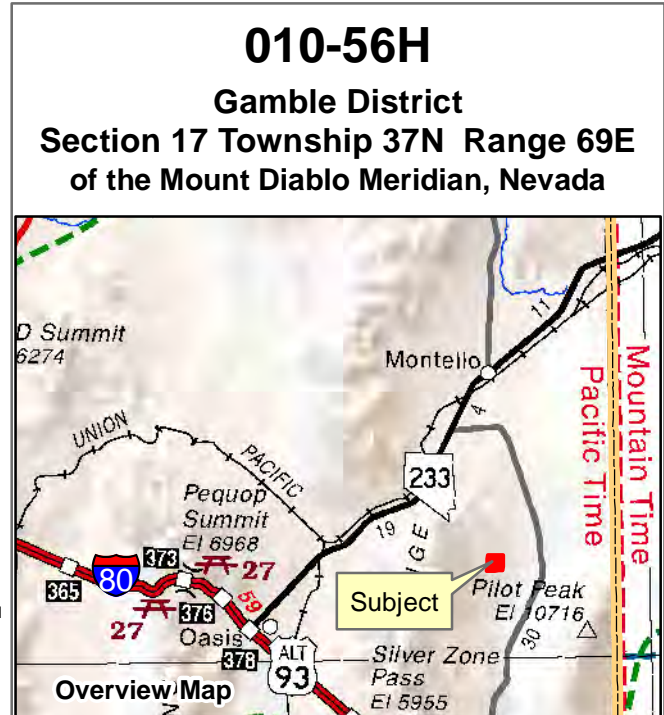 010-56H
Gamble District
Section 17 Township 37N Range 69E
of the Mount Diablo Meridian, Nevada
D Summit
6274
Montello
11
4
Mountain Time
Pacific Time
UNION
PACIFIC
233
19
IGE
Pequop
Summit
El 6968
373
27
80
365
27
376
59
Oasis
378
Subject
Pilot Peak
El 10716
30
ALT
93
Silver Zone
Pass
El 5955
Overview Map